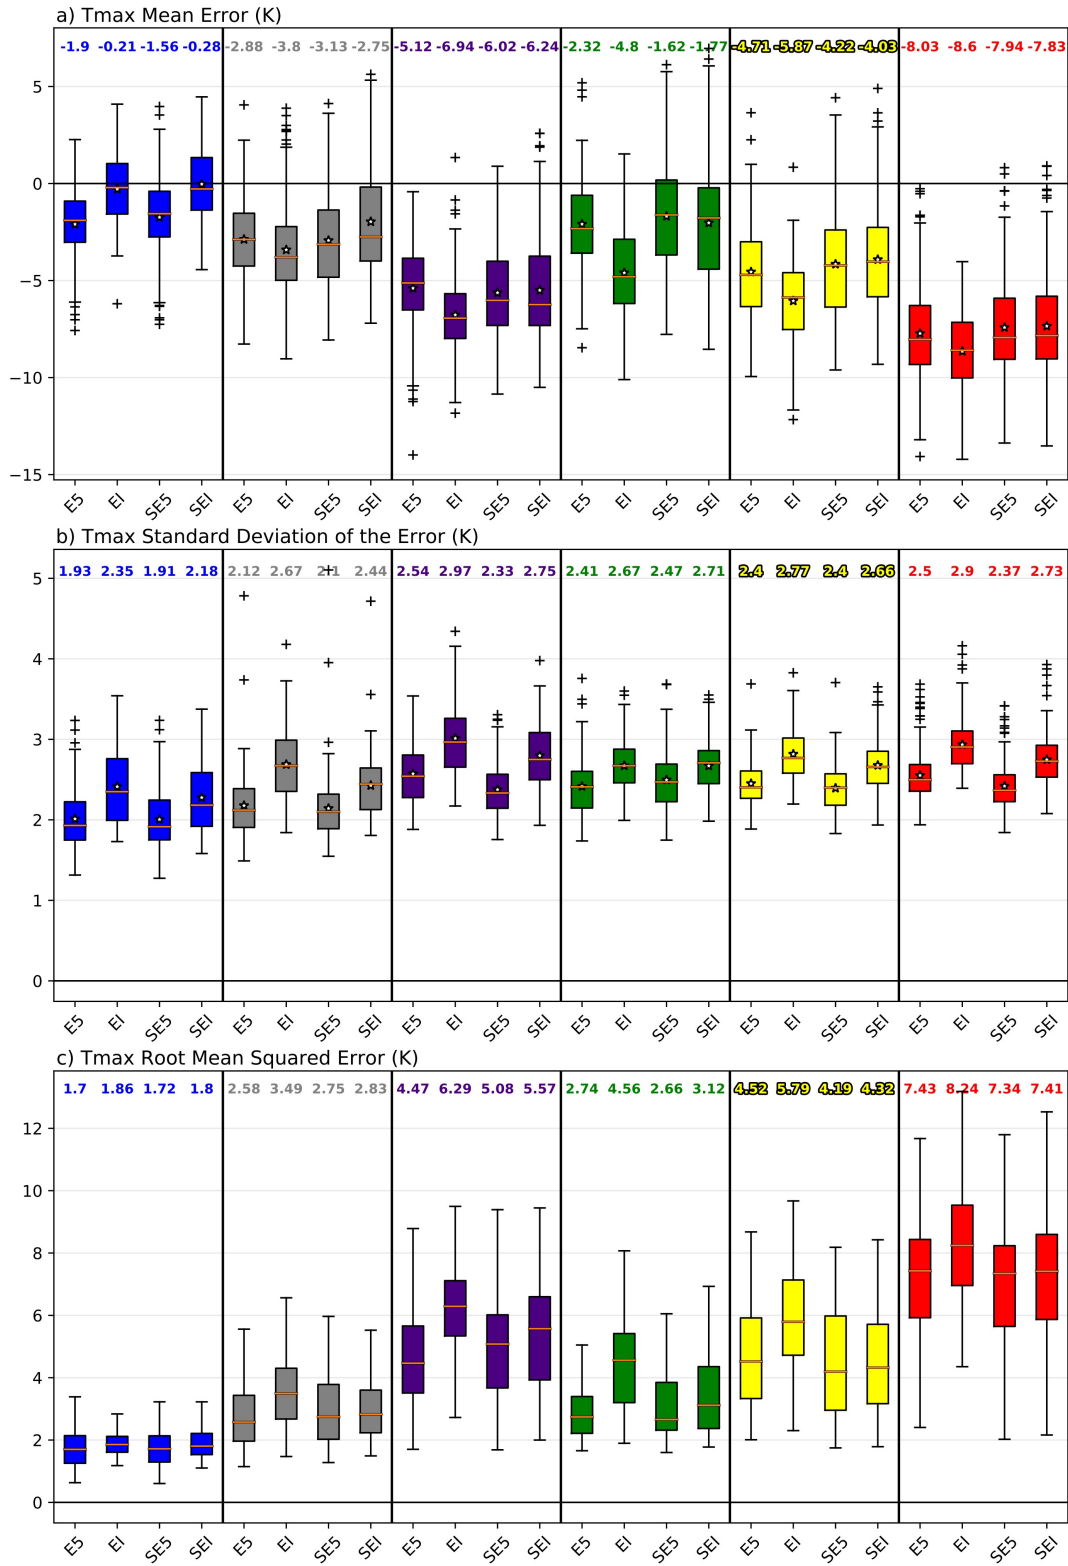 a) Tmax Mean Error (K)
-1.9 -0.21 -1.56 -0.28 -2.88 -3.8 -3.13 -2.75 -5.12 -6.94 -6.02 -6.24 -2.32 -4.8 -1.62 -1.77 -4.71 -5.87 -4.22 -4.03 -8.03 -8.6 -7.94 -7.83
5
0
−5
−10
−15
E5 EI SE5 SEI E5 EI SE5 SEI E5 EI SE5 SEI E5 EI SE5 SEI E5 EI SE5 SEI E5 EI SE5 SEI
b) Tmax Standard Deviation of the Error (K)
1.93 2.35 1.91 2.18 2.12 2.67 2.1 2.44 2.54 2.97 2.33 2.75 2.41 2.67 2.47 2.71 2.4 2.77 2.4 2.66 2.5 2.9 2.37 2.73
5
4
3
2
1
0
E5 EI SE5 SEI E5 EI SE5 SEI E5 EI SE5 SEI E5 EI SE5 SEI E5 EI SE5 SEI E5 EI SE5 SEI
c) Tmax Root Mean Squared Error (K)
1.7 1.86 1.72 1.8 2.58 3.49 2.75 2.83 4.47 6.29 5.08 5.57 2.74 4.56 2.66 3.12 4.52 5.79 4.19 4.32 7.43 8.24 7.34 7.41
12
10
8
6
4
2
0
E5 EI SE5 SEI E5 EI SE5 SEI E5 EI SE5 SEI E5 EI SE5 SEI E5 EI SE5 SEI E5 EI SE5 SEI